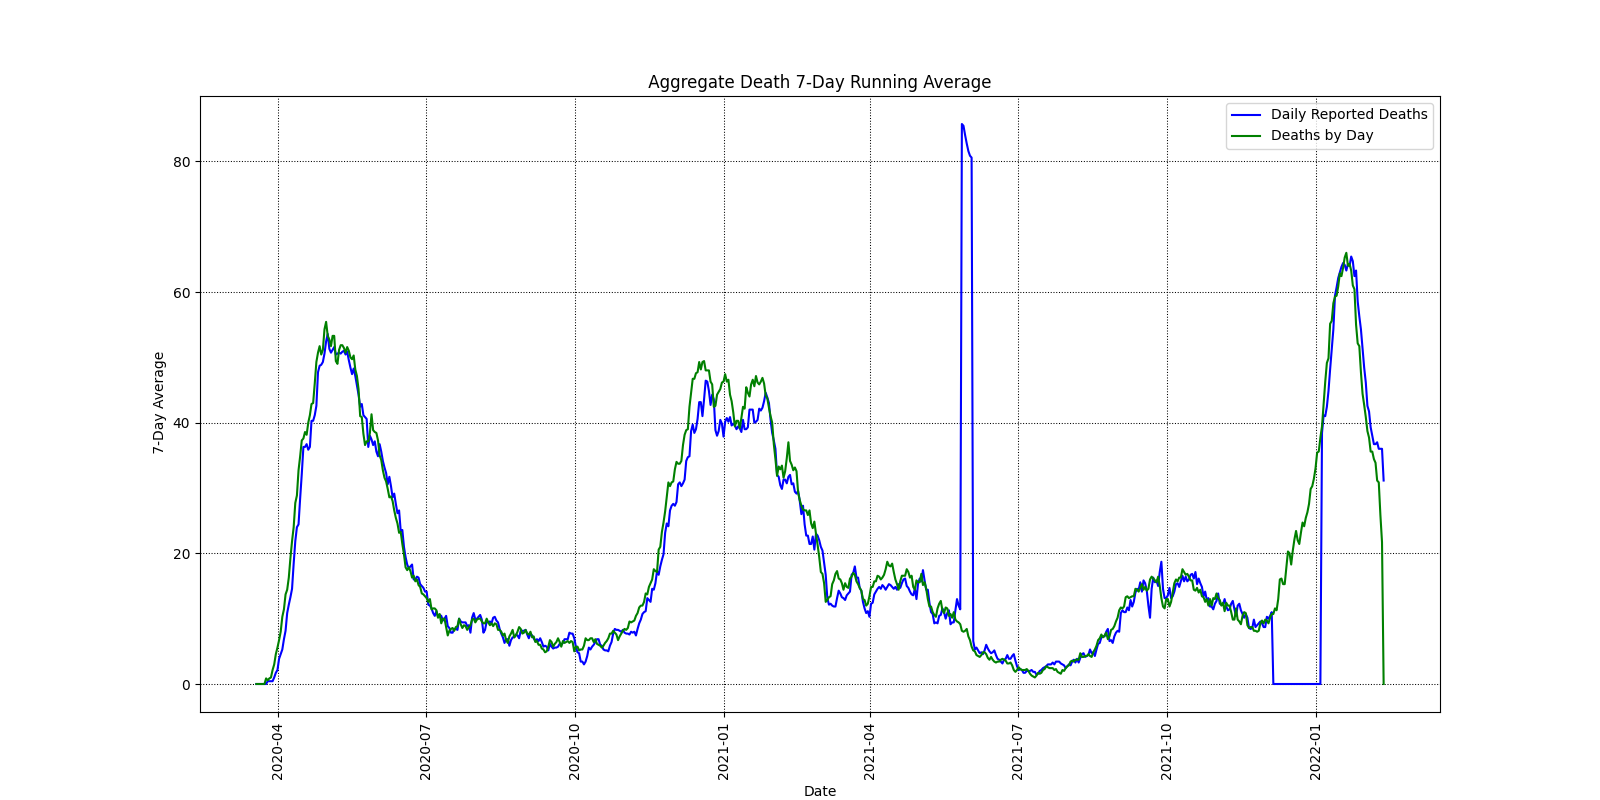 Aggregate Death 7-Day Running Average
Daily Reported Deaths
Deaths by Day
7-Day Average
80
60
40
20
0
2020-04
2020-07
2020-10
2021-01
2021-04
2021-07
2021-10
2022-01
Date